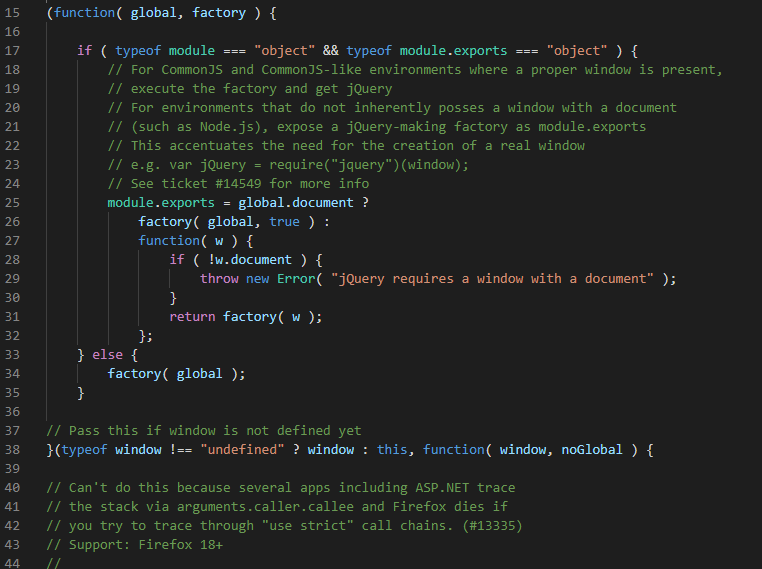 15 (function( global, factory ) {
16
17 if ( typeof module === "object" && typeof module.exports === "object" ) {
18 // For CommonJS and CommonJS-like environments where a proper window is present,
19 // execute the factory and get jQuery
20 // For environments that do not inherently posses a window with a document
21 // (such as Node.js), expose a jQuery-making factory as module.exports
22 // This accentuates the need for the creation of a real window
23 // e.g. var jQuery = require("jquery")(window);
24 // See ticket #14549 for more info
25 module.exports = global.document ?
26 factory( global, true ) :
27 function( w ) {
28 if ( !w.document ) {
29 throw new Error( "jQuery requires a window with a document" );
30 }
31 return factory( w );
32 };
33 } else {
34 factory( global );
35 }
36
37 // Pass this if window is not defined yet
38 }(typeof window !== "undefined" ? window : this, function( window, noGlobal ) {
39
40 // Can't do this because several apps including ASP.NET trace
41 // the stack via arguments.caller.callee and Firefox dies if
42 // you try to trace through "use strict" call chains. (#13335)
43 // Support: Firefox 18+
44 //